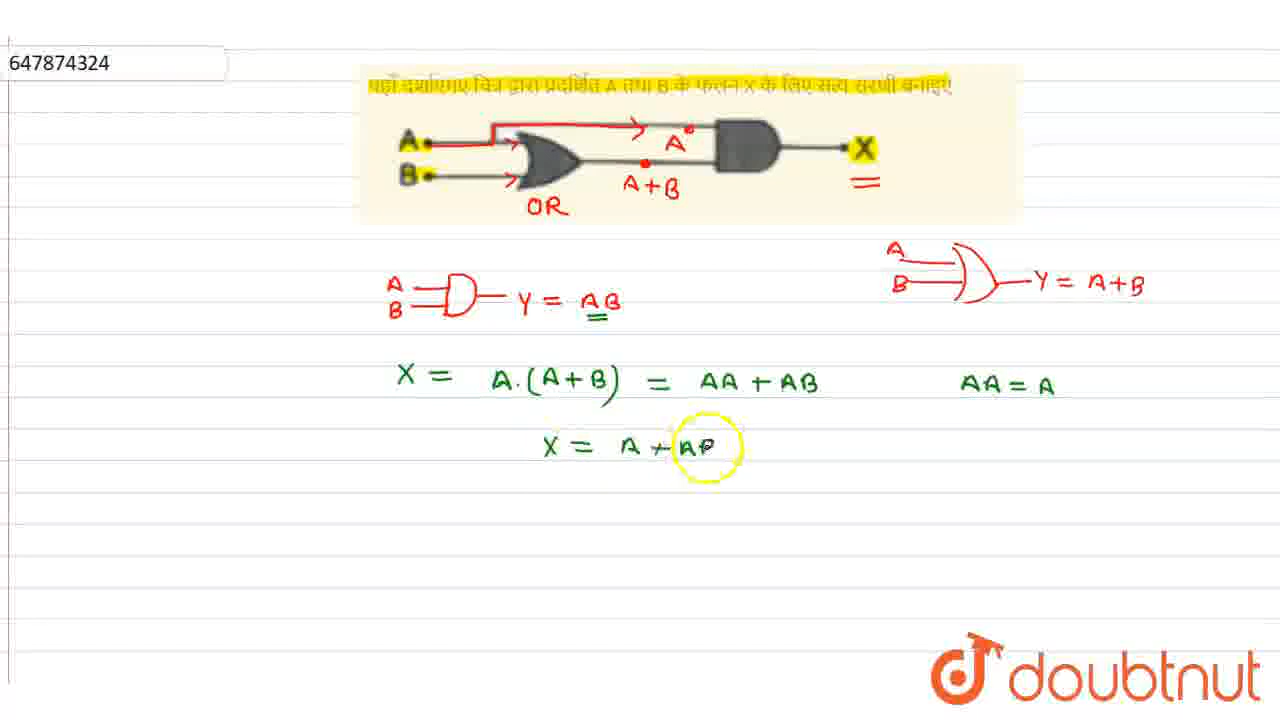 647874324
यहाँ दर्शाएगए चित्र द्वारा प्रदर्शित A तथा B के फलन X के लिए सत्य सारणी बनाइए
A
A
X
B
A+B
OR
A
B
Y = AB
A
B
Y = A+B
X = A.(A+B) = AA + AB
AA = A
X = A + AB
doubtnut